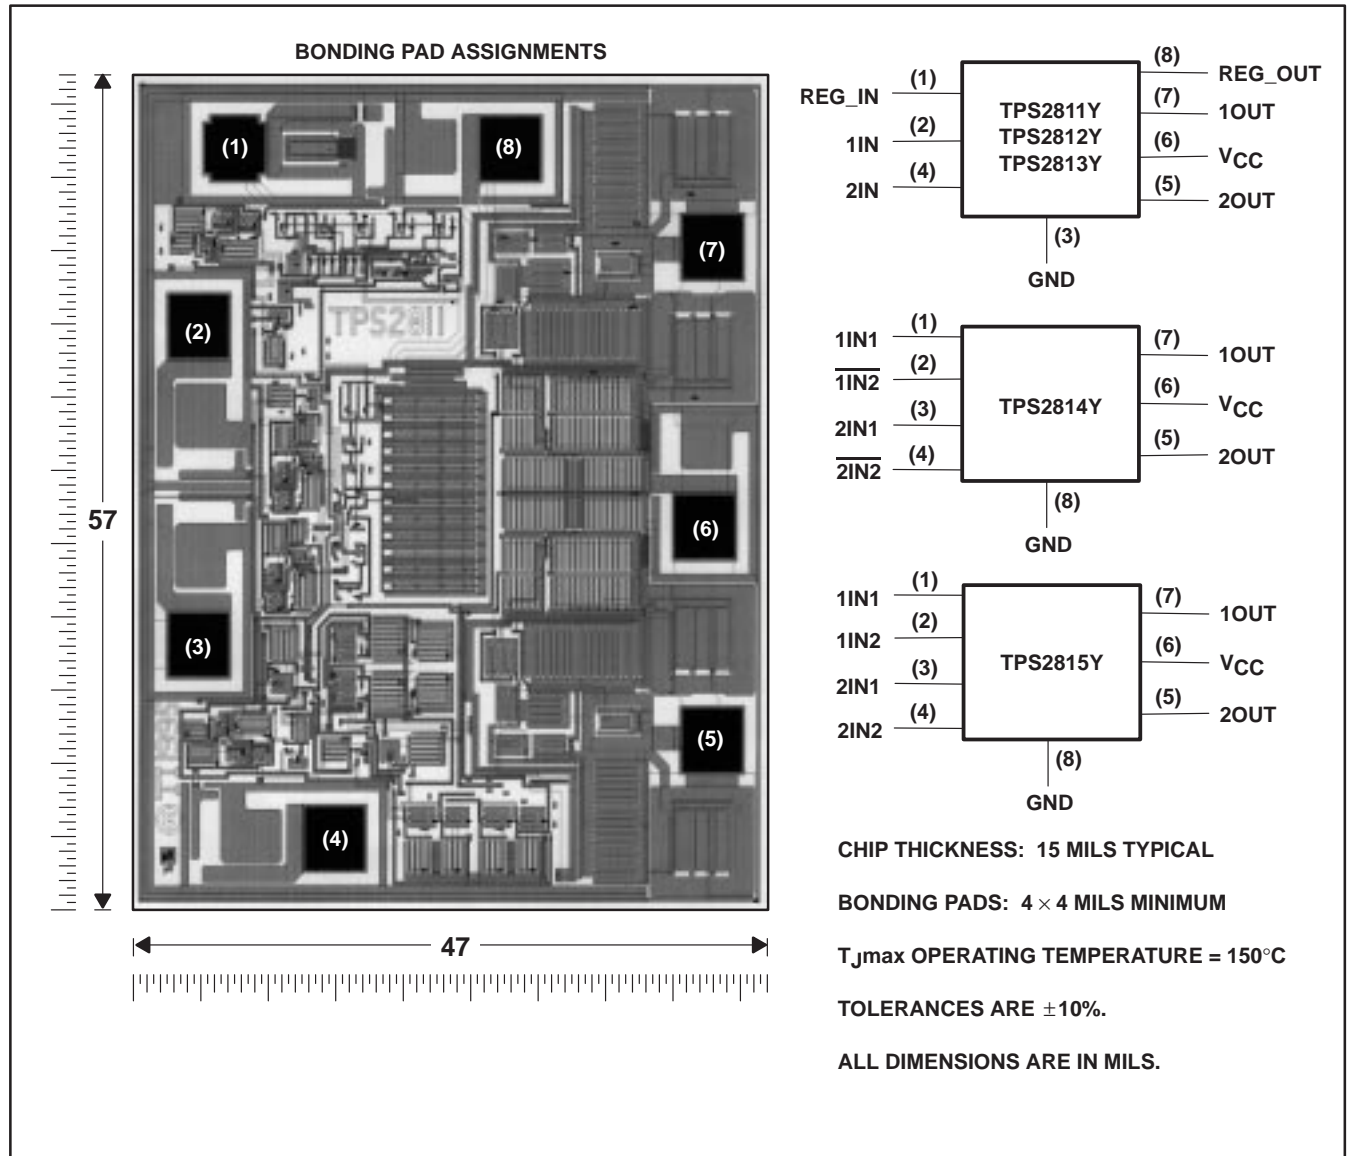 BONDING PAD ASSIGNMENTS
(1)
(8)
(7)
(2)
TPS2811
(6)
(3)
(5)
(4)
57
47
REG_IN
(1)
1IN
(2)
2IN
(4)
TPS2811Y
TPS2812Y
TPS2813Y
(8)
REG_OUT
(7)
1OUT
(6)
VCC
(5)
2OUT
(3)
GND
1IN1
(1)
1IN2
(2)
2IN1
(3)
2IN2
(4)
TPS2814Y
(7)
1OUT
(6)
VCC
(5)
2OUT
(8)
GND
1IN1
(1)
1IN2
(2)
2IN1
(3)
2IN2
(4)
TPS2815Y
(7)
1OUT
(6)
VCC
(5)
2OUT
(8)
GND
CHIP THICKNESS: 15 MILS TYPICAL
BONDING PADS: 4 × 4 MILS MINIMUM
TJmax OPERATING TEMPERATURE = 150°C
TOLERANCES ARE ±10%.
ALL DIMENSIONS ARE IN MILS.